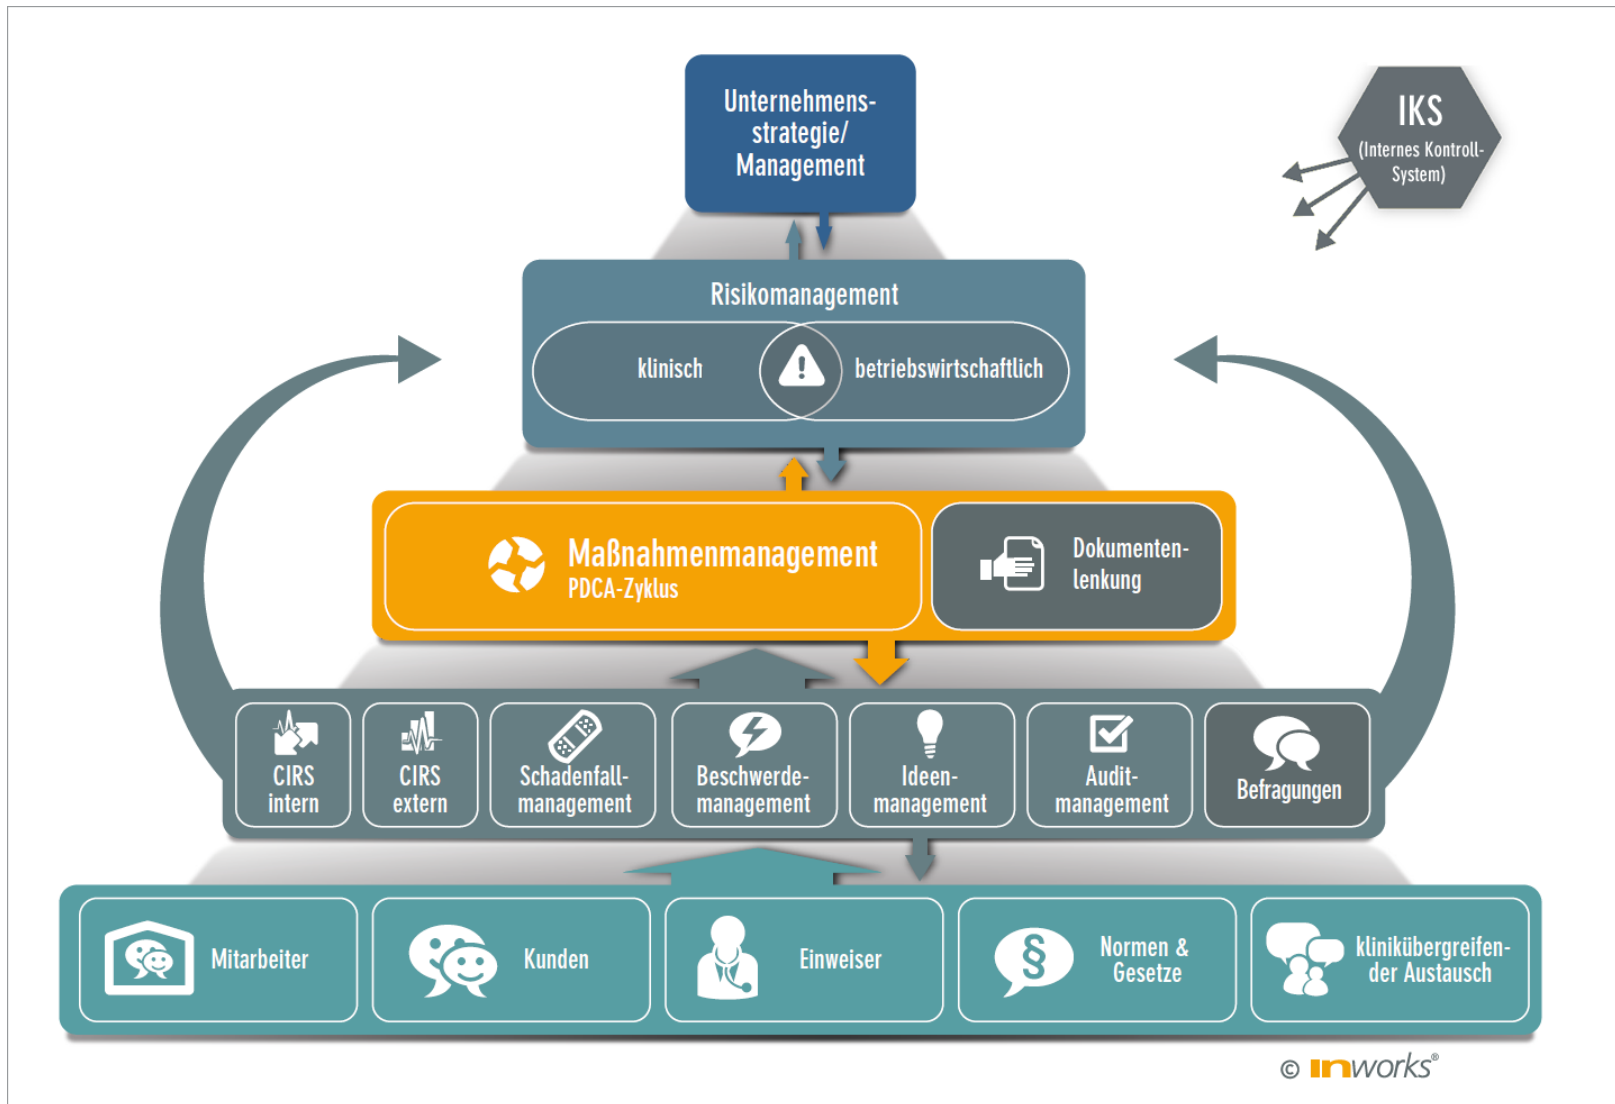 Unternehmens-
strategie/
Management
IKS
(Internes Kontroll-
System)
Risikomanagement
klinisch
betriebswirtschaftlich
Maßnahmenmanagement
PDCA-Zyklus
Dokumenten-
lenkung
CIRS
intern
CIRS
extern
Schadenfall-
management
Beschwerde-
management
Ideen-
management
Audit-
management
Befragungen
Mitarbeiter
Kunden
Einweiser
§
Normen &
Gesetze
klinikübergreifen-
der Austausch
© inworks®